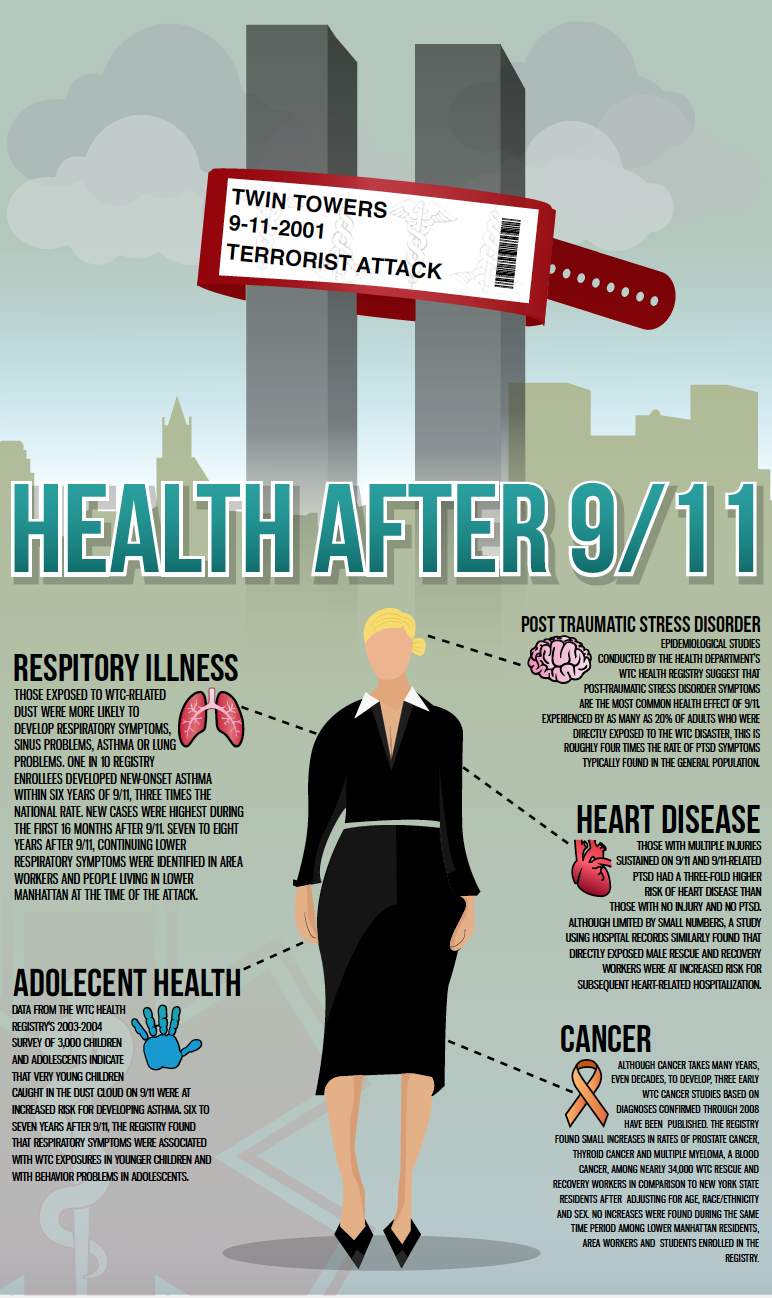 TWIN TOWERS
9-11-2001
TERRORIST ATTACK
HEALTH AFTER 9/11
RESPITORY ILLNESS
THOSE EXPOSED TO WTC-RELATED
DUST WERE MORE LIKELY TO
DEVELOP RESPIRATORY SYMPTOMS,
SINUS PROBLEMS, ASTHMA OR LUNG
PROBLEMS. ONE IN 10 REGISTRY
ENROLLEES DEVELOPED NEW-ONSET ASTHMA
WITHIN SIX YEARS OF 9/11, THREE TIMES THE
NATIONAL RATE. NEW CASES WERE HIGHEST DURING
THE FIRST 16 MONTHS AFTER 9/11. SEVEN TO EIGHT
YEARS AFTER 9/11, CONTINUING LOWER
RESPIRATORY SYMPTOMS WERE IDENTIFIED IN AREA
WORKERS AND PEOPLE LIVING IN LOWER
MANHATTAN AT THE TIME OF THE ATTACK.
ADOLECENT HEALTH
DATA FROM THE WTC HEALTH
REGISTRY'S 2003-2004
SURVEY OF 3,000 CHILDREN
AND ADOLESCENTS INDICATE
THAT VERY YOUNG CHILDREN
CAUGHT IN THE DUST CLOUD ON 9/11 WERE AT
INCREASED RISK FOR DEVELOPING ASTHMA. SIX TO
SEVEN YEARS AFTER 9/11, THE REGISTRY FOUND
THAT RESPIRATORY SYMPTOMS WERE ASSOCIATED
WITH WTC EXPOSURES IN YOUNGER CHILDREN AND
WITH BEHAVIOR PROBLEMS IN ADOLESCENTS.
POST TRAUMATIC STRESS DISORDER
EPIDEMIOLOGICAL STUDIES
CONDUCTED BY THE HEALTH DEPARTMENT'S
WTC HEALTH REGISTRY SUGGEST THAT
POST-TRAUMATIC STRESS DISORDER SYMPTOMS
ARE THE MOST COMMON HEALTH EFFECT OF 9/11.
EXPERIENCED BY AS MANY AS 20% OF ADULTS WHO WERE
DIRECTLY EXPOSED TO THE WTC DISASTER, THIS IS
ROUGHLY FOUR TIMES THE RATE OF PTSD SYMPTOMS
TYPICALLY FOUND IN THE GENERAL POPULATION.
HEART DISEASE
THOSE WITH MULTIPLE INJURIES
SUSTAINED ON 9/11 AND 9/11-RELATED
PTSD HAD A THREE-FOLD HIGHER
RISK OF HEART DISEASE THAN
THOSE WITH NO INJURY AND NO PTSD.
ALTHOUGH LIMITED BY SMALL NUMBERS, A STUDY
USING HOSPITAL RECORDS SIMILARLY FOUND THAT
DIRECTLY EXPOSED MALE RESCUE AND RECOVERY
WORKERS WERE AT INCREASED RISK FOR
SUBSEQUENT HEART-RELATED HOSPITALIZATION.
CANCER
ALTHOUGH CANCER TAKES MANY YEARS,
EVEN DECADES, TO DEVELOP, THREE EARLY
WTC CANCER STUDIES BASED ON
DIAGNOSES CONFIRMED THROUGH 2008
HAVE BEEN PUBLISHED. THE REGISTRY
FOUND SMALL INCREASES IN RATES OF PROSTATE CANCER,
THYROID CANCER AND MULTIPLE MYELOMA, A BLOOD
CANCER, AMONG NEARLY 34,000 WTC RESCUE AND
RECOVERY WORKERS IN COMPARISON TO NEW YORK STATE
RESIDENTS AFTER ADJUSTING FOR AGE, RACE/ETHNICITY
AND SEX. NO INCREASES WERE FOUND DURING THE SAME
TIME PERIOD AMONG LOWER MANHATTAN RESIDENTS,
AREA WORKERS AND STUDENTS ENROLLED IN THE
REGISTRY.